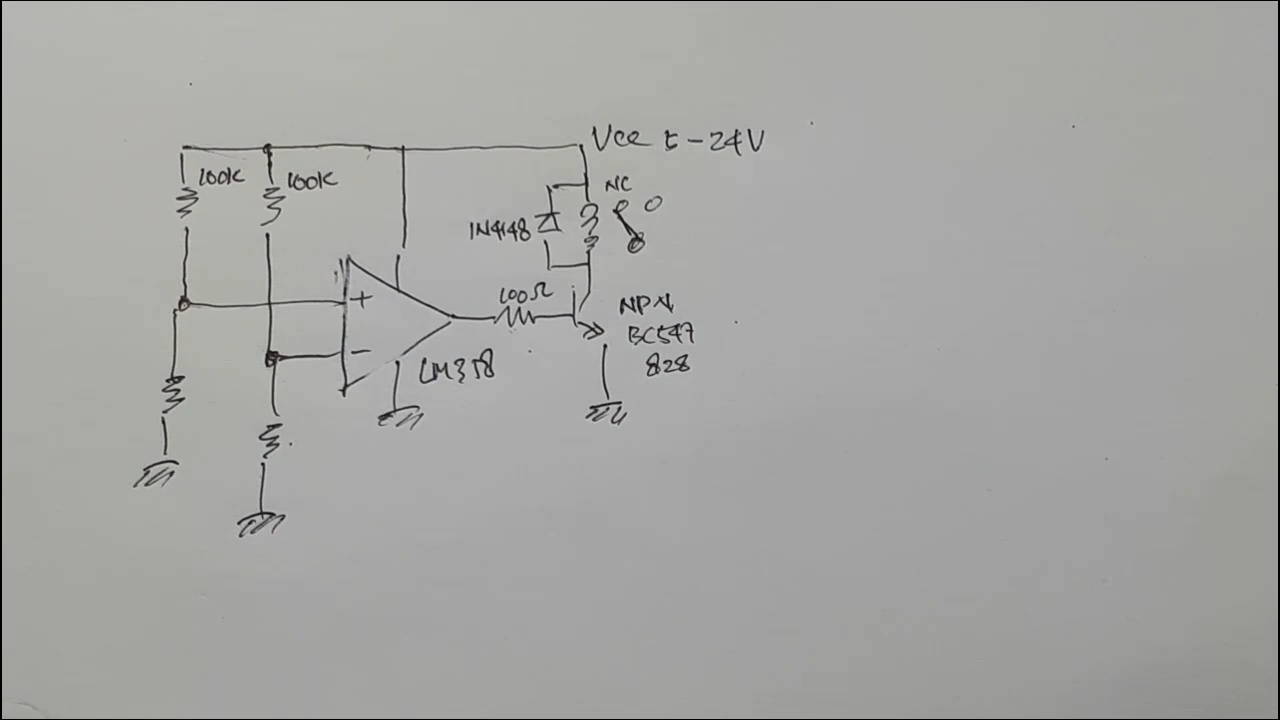 Vcc 5-24V
100K
100K
NC
1N4148
100Ω
+
-
NPN
BC547
828
LM358